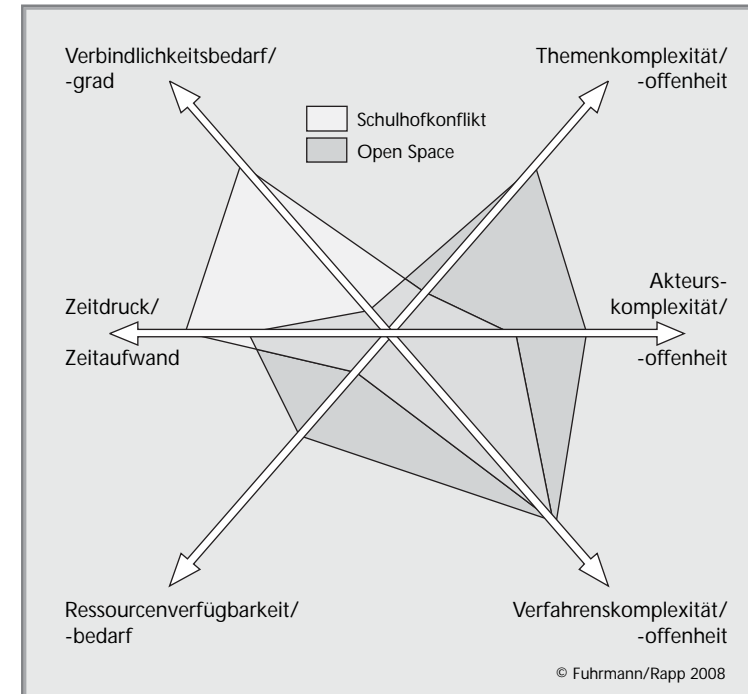 Verbindlichkeitsbedarf/
-grad
Themenkomplexität/
-offenheit
Schulhofkonflikt
Open Space
Zeitdruck/
Zeitaufwand
Akteurs-
komplexität/
-offenheit
Ressourcenverfügbarkeit/
-bedarf
Verfahrenskomplexität/
-offenheit
© Fuhrmann/Rapp 2008